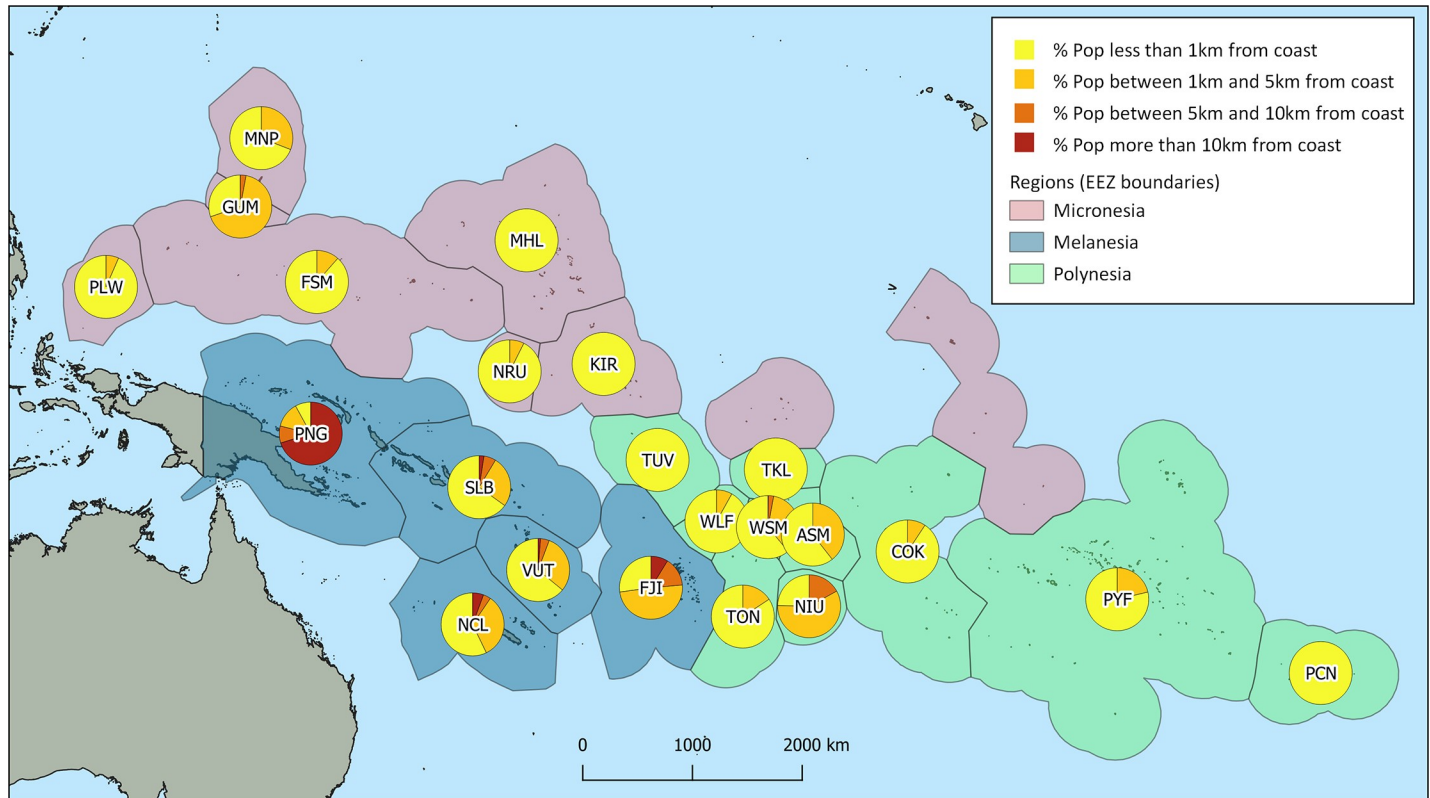 % Pop less than 1km from coast
% Pop between 1km and 5km from coast
% Pop between 5km and 10km from coast
% Pop more than 10km from coast
Regions (EEZ boundaries)
Micronesia
Melanesia
Polynesia
MNP
GUM
MHL
PLW
FSM
NRU
KIR
PNG
TUV
TKL
SLB
WLF
WSM
ASM
COK
VUT
FJI
NCL
TON
NIU
PYF
PCN
0 1000 2000 km